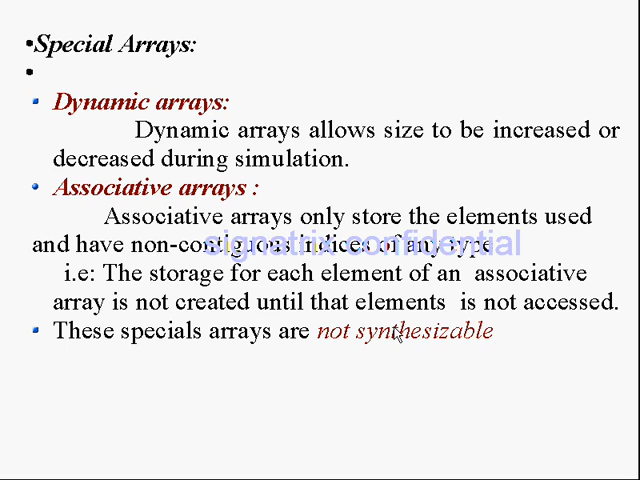 •Special Arrays:
•
• Dynamic arrays:
Dynamic arrays allows size to be increased or
decreased during simulation.
• Associative arrays :
Associative arrays only store the elements used
and have non-contiguous indices of any type
signatrix confidential
i.e: The storage for each element of an associative
array is not created until that elements is not accessed.
• These specials arrays are not synthesizable